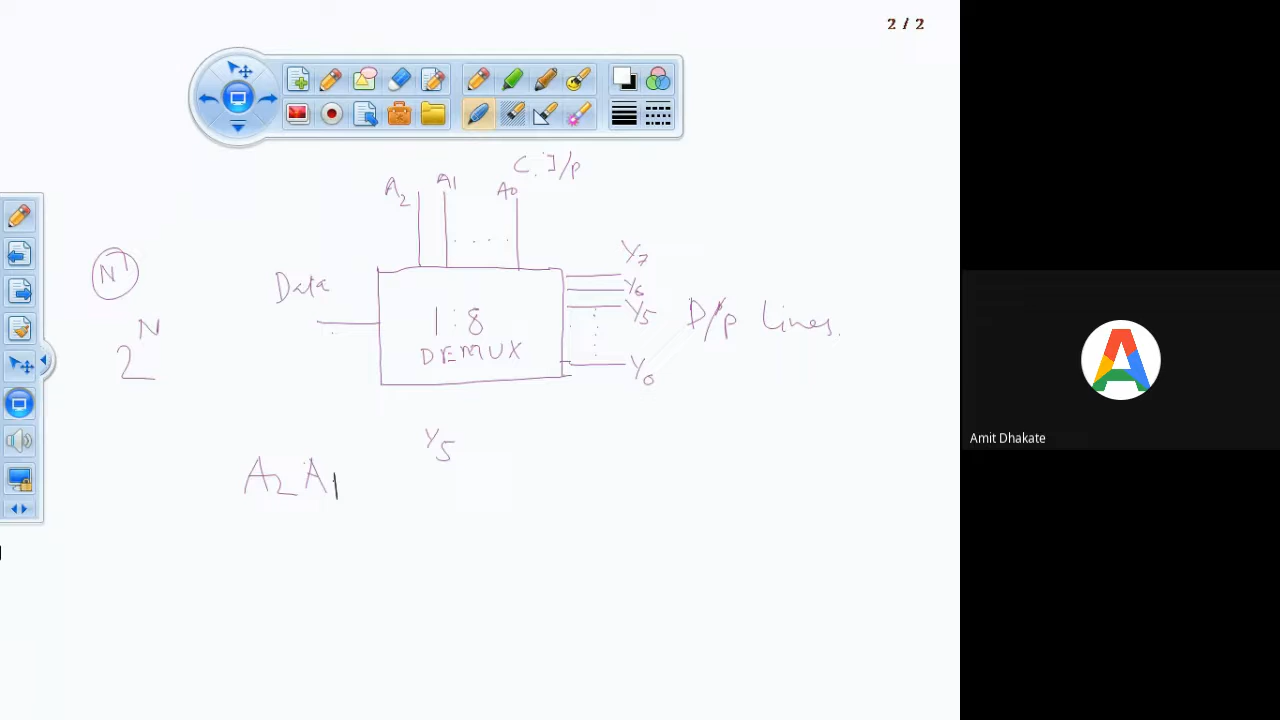 2 / 2
C. I/p
A2 A1 A0
Y7
N
Data
Y6
1:8
Y5
O/p lines.
N
2
DEMUX
Y0
Y5
A2 A1
Amit Dhakate